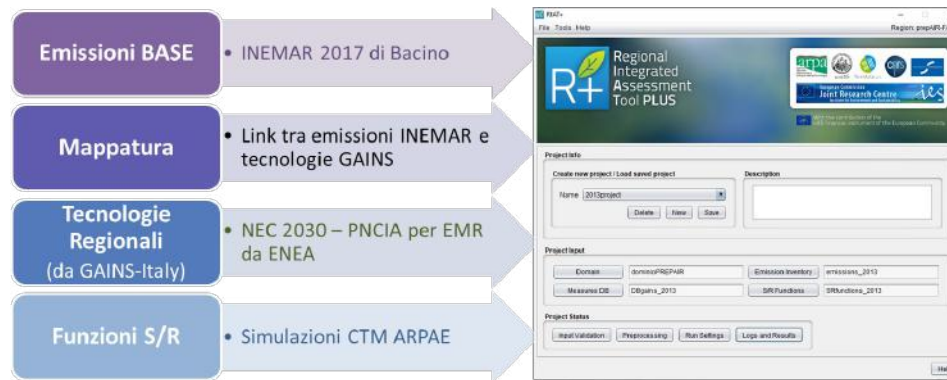 Emissioni BASE
• INEMAR 2017 di Bacino
Mappatura
• Link tra emissioni INEMAR e
tecnologie GAINS
Tecnologie
Regionali
(da GAINS-Italy)
• NEC 2030 – PNCIA per EMR
da ENEA
Funzioni S/R
• Simulazioni CTM ARPAE
RIAT+
File Tools Help
Region: prepAIR-F
R+
Regional
Integrated
Assessment
Tool PLUS
arpa
Joint Research Centre
ies
Project Info
Create new project / Load saved project
Description
Name 2013project
Delete New Save
Project Input
Domain dominioPREPAIR Emission Inventory emissions_2013
Measures DB DBgains_2013 S/R Functions SRfunctions_2013
Project Status
Input Validation Preprocessing Run Settings Logs and Results